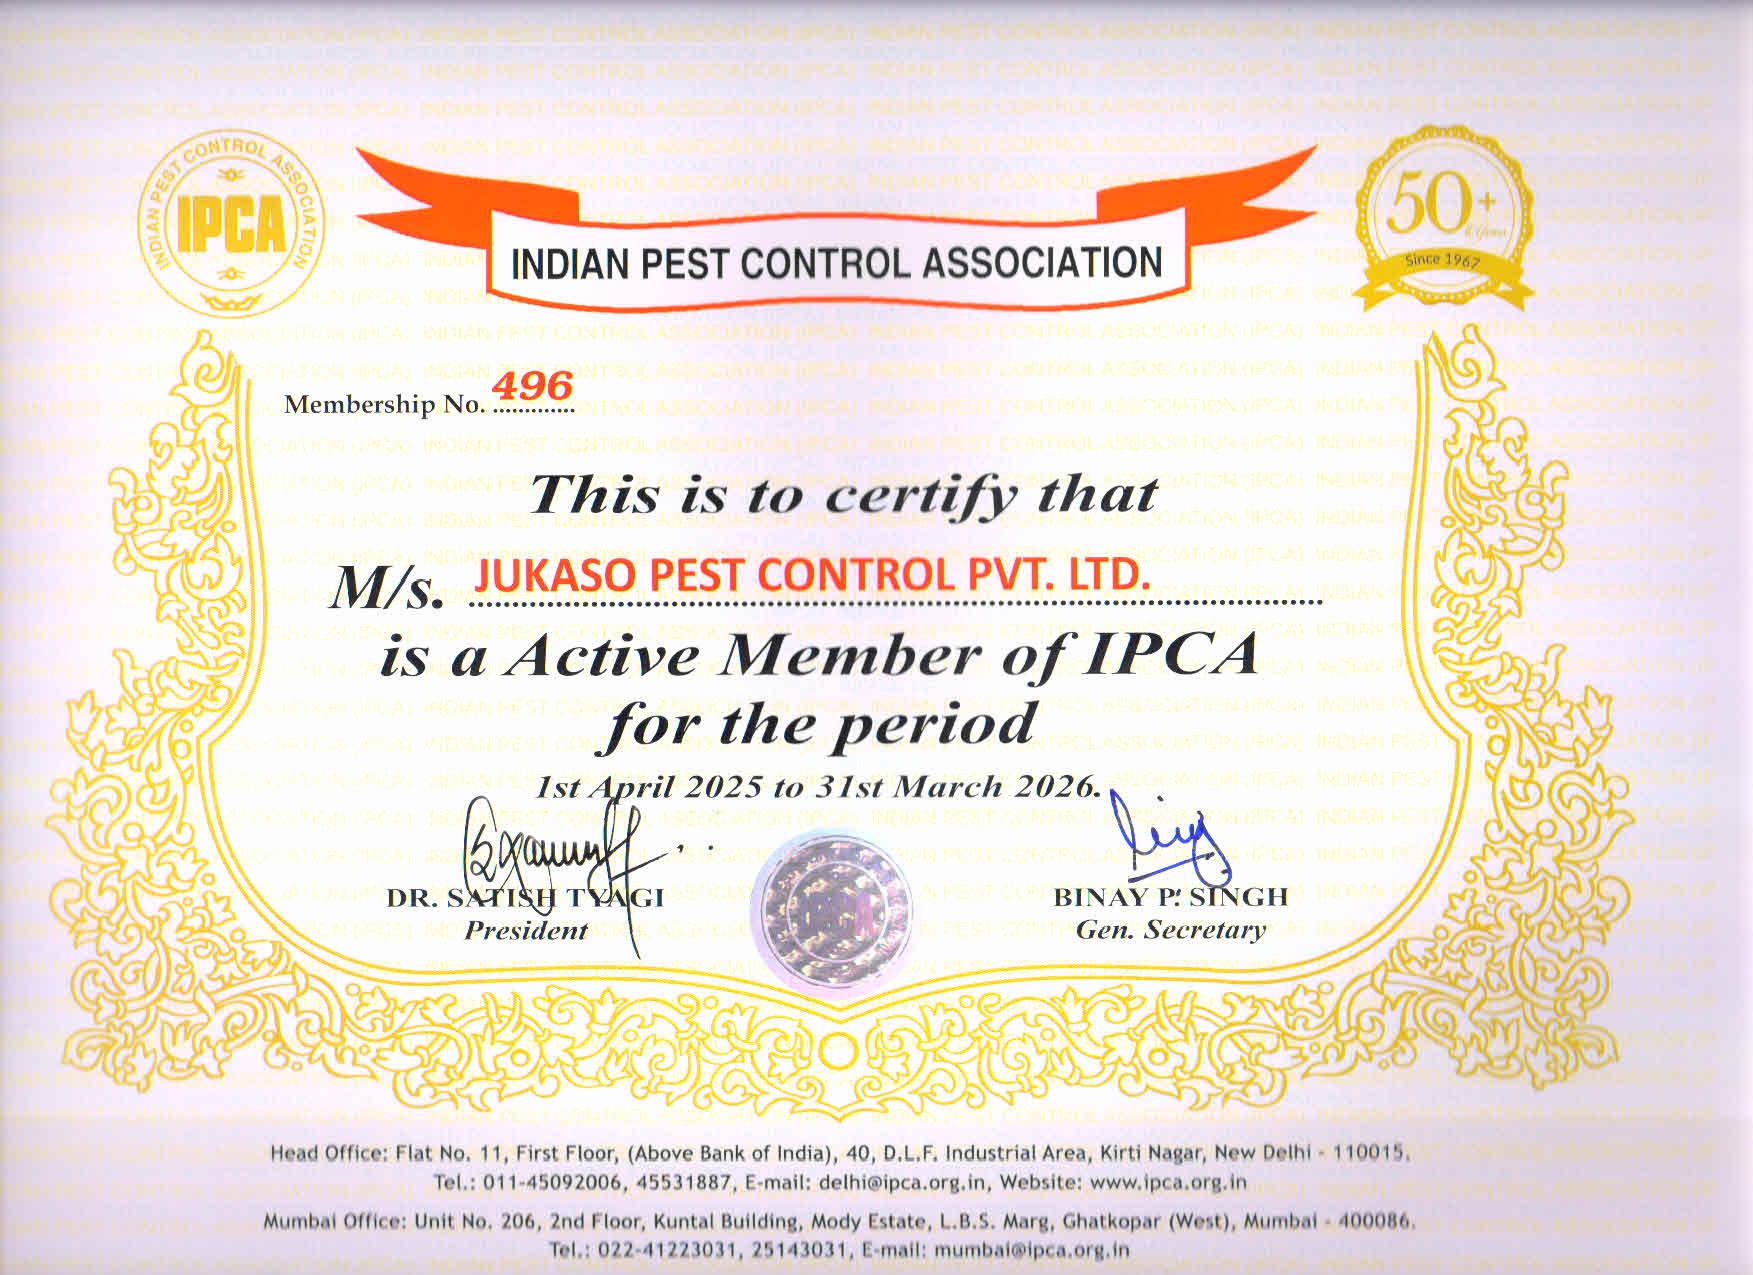 INDIAN PEST CONTROL ASSOCIATION
IPCA
INDIAN PEST CONTROL ASSOCIATION
50+
Years
Since 1967
Membership No. 496
This is to certify that
M/s. JUKASO PEST CONTROL PVT. LTD.
is a Active Member of IPCA
for the period
1st April 2025 to 31st March 2026.
DR. SATISH TYAGI
President
BINAY P. SINGH
Gen. Secretary
Head Office: Flat No. 11, First Floor, (Above Bank of India), 40, D.L.F. Industrial Area, Kirti Nagar, New Delhi - 110015.
Tel.: 011-45092006, 45531887, E-mail: delhi@ipca.org.in, Website: www.ipca.org.in
Mumbai Office: Unit No. 206, 2nd Floor, Kuntal Building, Mody Estate, L.B.S. Marg, Ghatkopar (West), Mumbai - 400086.
Tel.: 022-41223031, 25143031, E-mail: mumbai@ipca.org.in